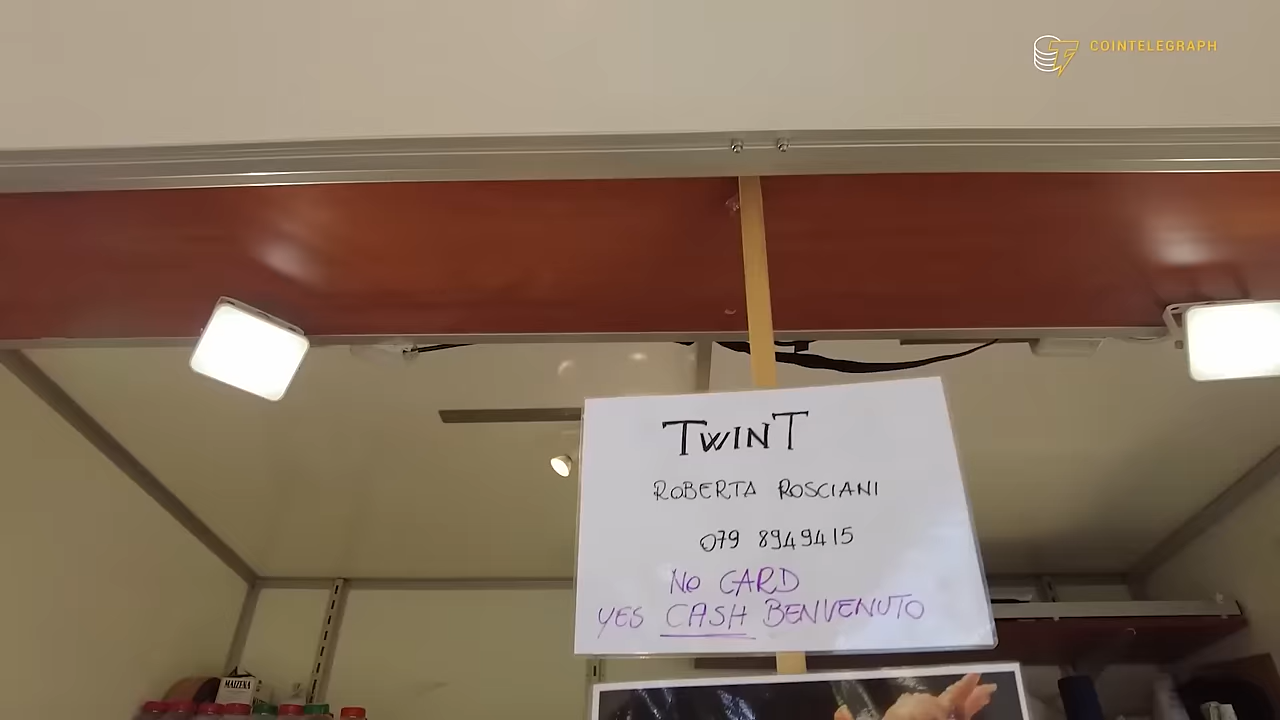 COINTELEGRAPH
TWINT
ROBERTA ROSCIANI
079 8949415
No CARD
YES CASH BENVENUTO
MAIZENA